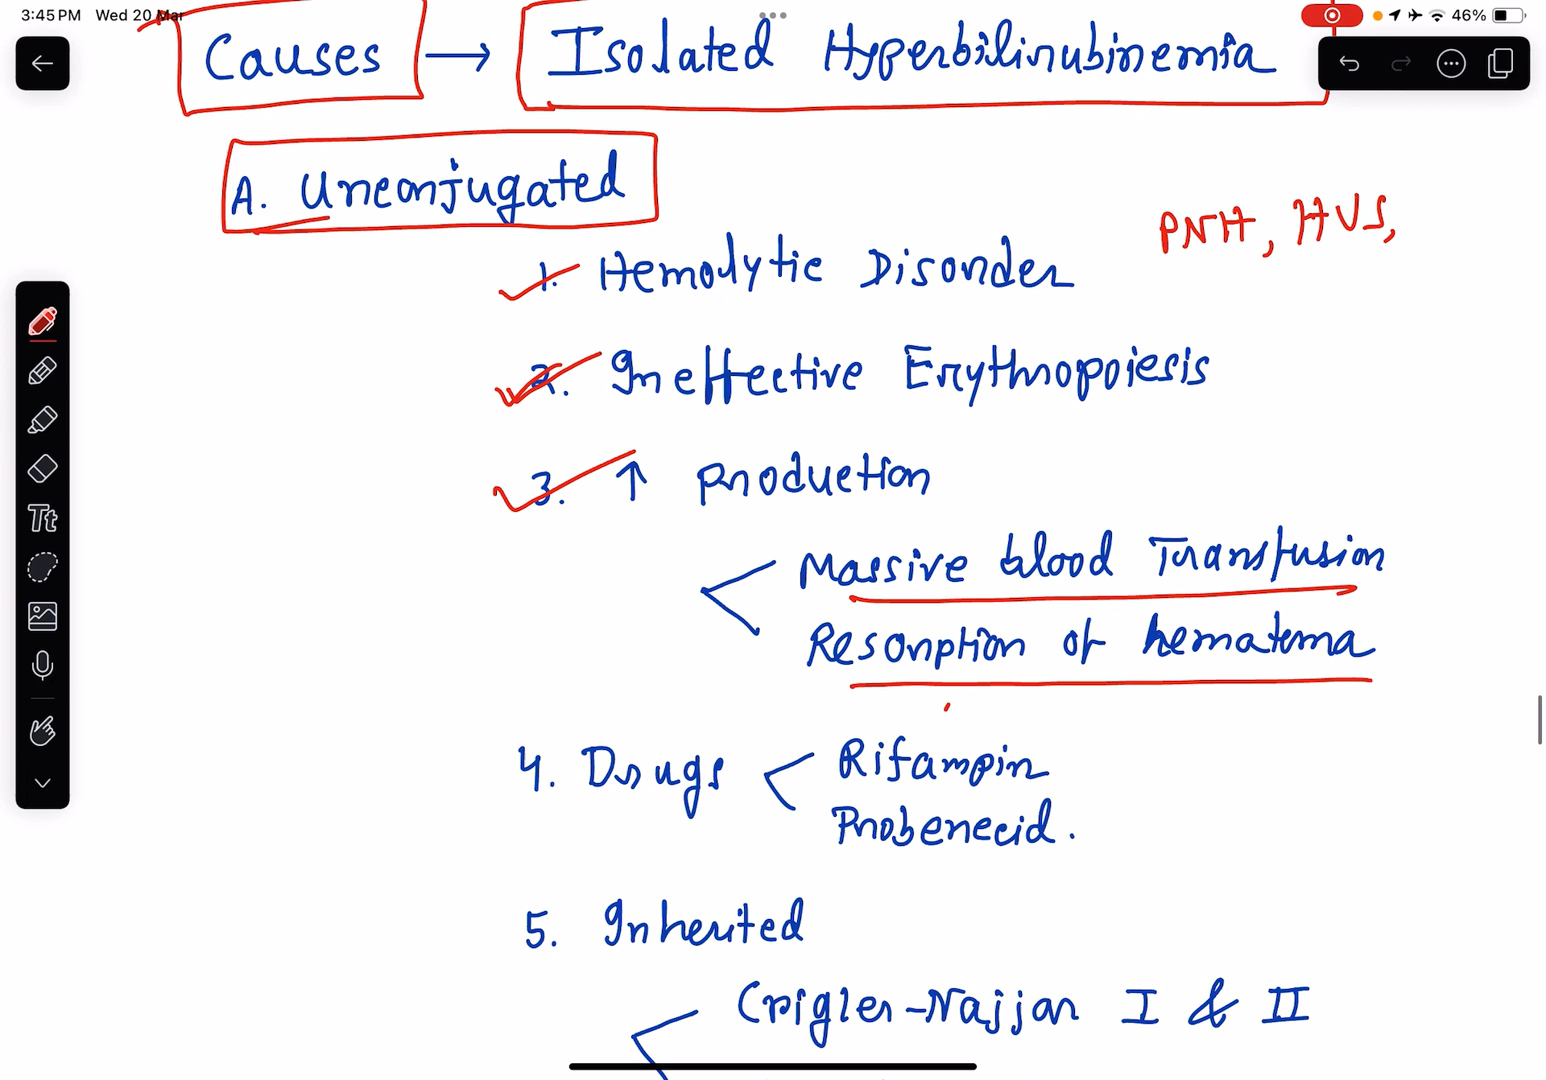 3:45 PM Wed 20 Mar
46%
Causes → Isolated Hyperbilirubinemia
A. Unconjugated
PNH, HUS,
1. Hemolytic Disorder
2. Ineffective Erythropoiesis
3. ↑ Production
Massive blood Transfusion
Resorption of hematoma
Tt
4. Drugs < Rifampin
Probenecid.
5. Inherited
Crigler-Najjar I & II